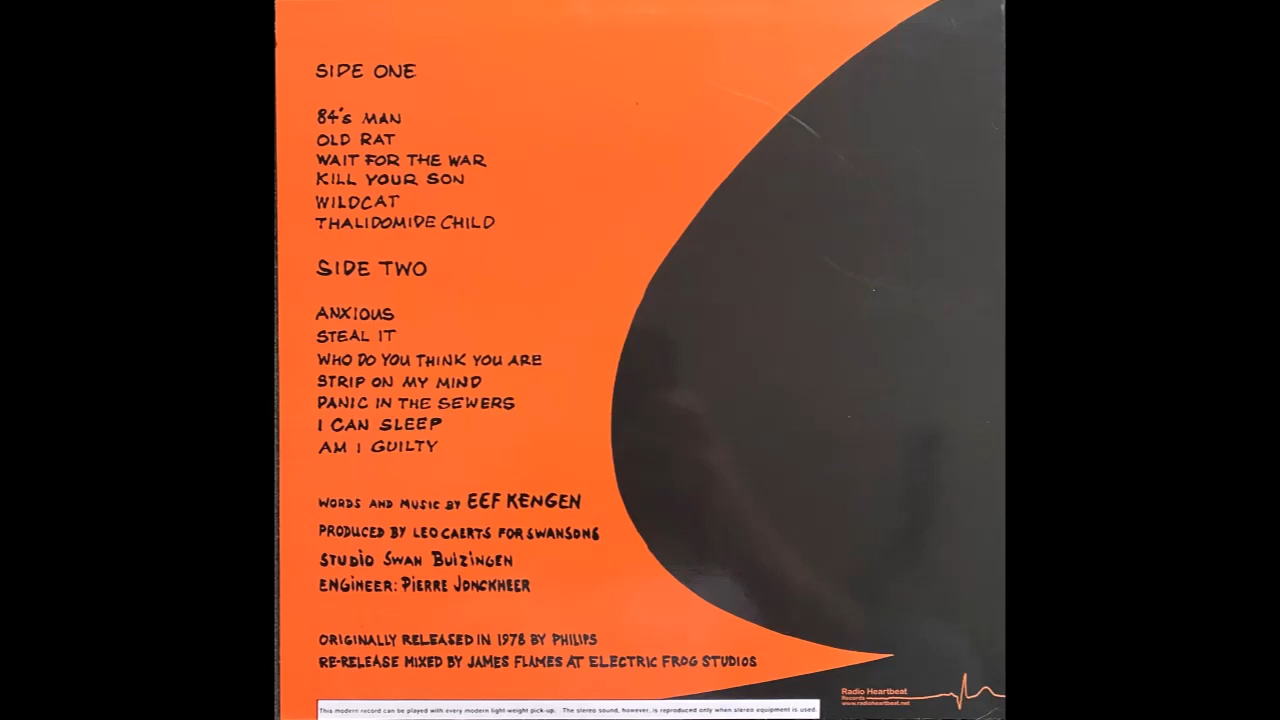 SIDE ONE
84's MAN
OLD RAT
WAIT FOR THE WAR
KILL YOUR SON
WILDCAT
THALIDOMIDE CHILD
SIDE TWO
ANXIOUS
STEAL IT
WHO DO YOU THINK YOU ARE
STRIP ON MY MIND
PANIC IN THE SEWERS
I CAN SLEEP
AM I GUILTY
WORDS AND MUSIC BY EEF KENGEN
PRODUCED BY LEO CAERTS FOR SWANSONG
STUDIO SWAN BUIZINGEN
ENGINEER: PIERRE JONCKHEER
ORIGINALLY RELEASED IN 1978 BY PHILIPS
RE-RELEASE MIXED BY JAMES FLAMES AT ELECTRIC FROG STUDIOS
Radio Heartbeat
Records
www.radioheartbeat.net
This modern record can be played with every modern light-weight pick-up. The stereo sound, however, is reproduced only when stereo equipment is used.